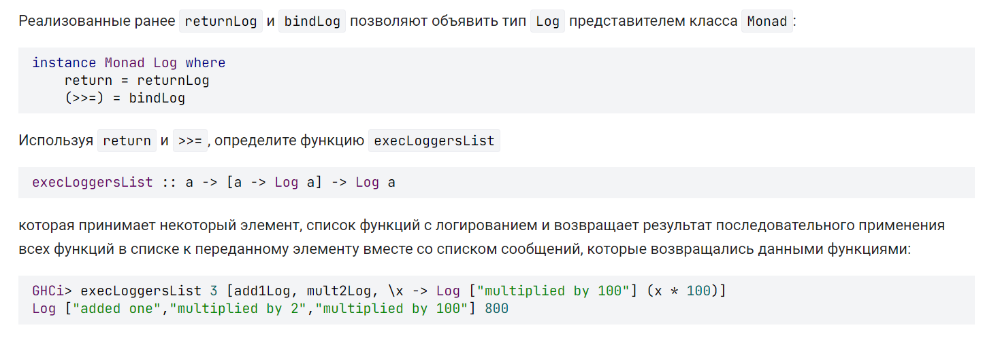 Реализованные ранее returnLog и bindLog позволяют объявить тип Log представителем класса Monad:
instance Monad Log where
    return = returnLog
    (>>=) = bindLog
Используя return и >>= , определите функцию execLoggersList
execLoggersList :: a -> [a -> Log a] -> Log a
которая принимает некоторый элемент, список функций с логированием и возвращает результат последовательного применения
всех функций в списке к переданному элементу вместе со списком сообщений, которые возвращались данными функциями:
GHCi> execLoggersList 3 [add1Log, mult2Log, \x -> Log ["multiplied by 100"] (x * 100)]
Log ["added one","multiplied by 2","multiplied by 100"] 800